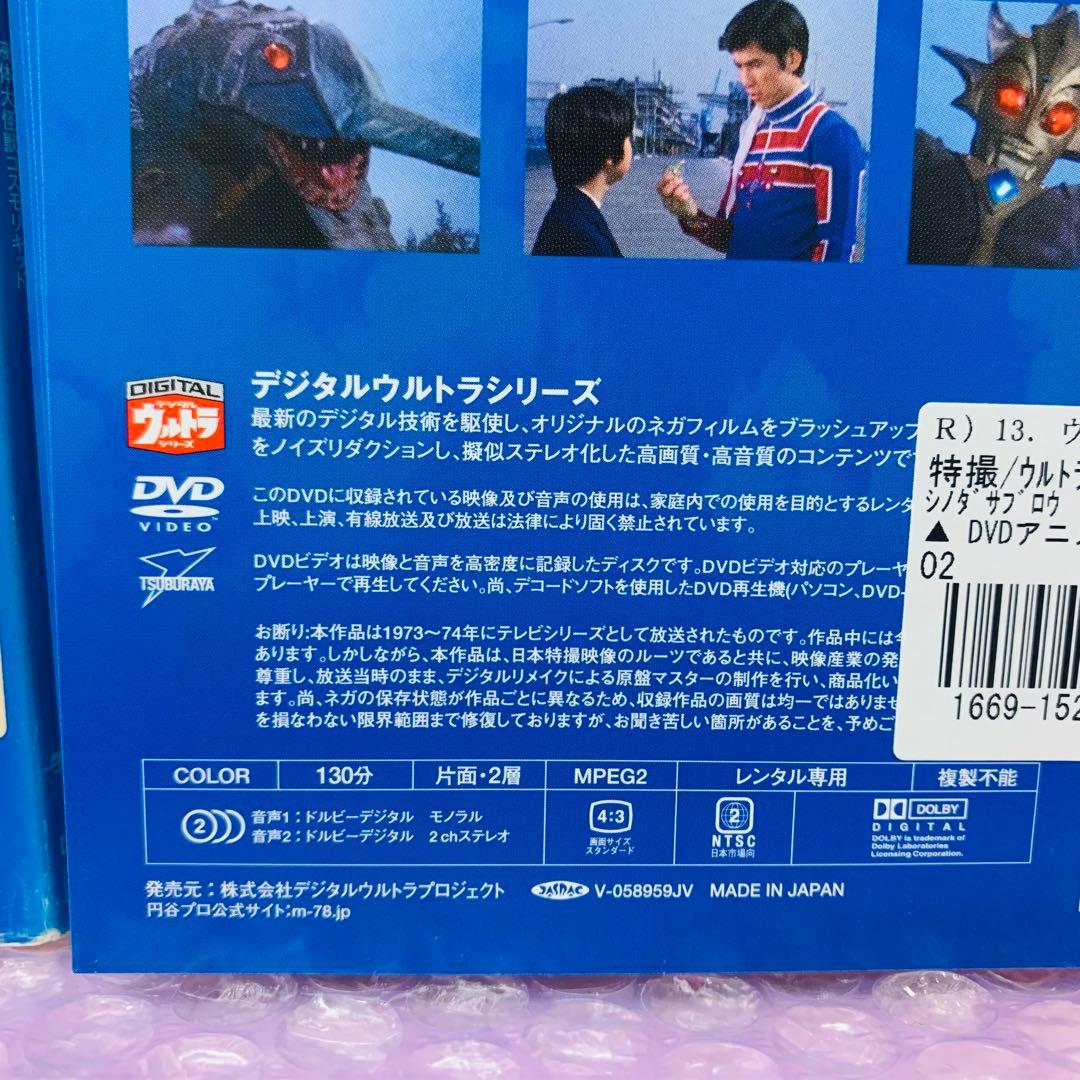 液体大怪獣コスモリキッド
DIGITAL
デジタル
ウルトラ
シリーズ
デジタルウルトラシリーズ
最新のデジタル技術を駆使し、オリジナルのネガフィルムをブラッシュアップ
をノイズリダクションし、擬似ステレオ化した高画質・高音質のコンテンツで
DVD
VIDEO
このDVDに収録されている映像及び音声の使用は、家庭内での使用を目的とするレンタ
上映、上演、有線放送及び放送は法律により固く禁止されています。
TSUBURAYA
DVDビデオは映像と音声を高密度に記録したディスクです。DVDビデオ対応のプレーヤ
プレーヤーで再生してください。尚、デコードソフトを使用したDVD再生機(パソコン、DVD-
お断り:本作品は1973〜74年にテレビシリーズとして放送されたものです。作品中には今
あります。しかしながら、本作品は、日本特撮映像のルーツであると共に、映像産業の発
尊重し、放送当時のまま、デジタルリメイクによる原盤マスターの制作を行い、商品化い
ます。尚、ネガの保存状態が作品ごとに異なるため、収録作品の画質は均一ではありませ
を損なわない限界範囲まで修復しておりますが、お聞き苦しい箇所があることを、予めご
R) 13. ウ
特撮/ウルトラ
シノダサブロウ
▲ DVDアニメ
02
1669-152
COLOR 130分 片面・2層 MPEG2 レンタル専用 複製不能
2 音声1:ドルビーデジタル モノラル
音声2:ドルビーデジタル 2chステレオ
4:3
画面サイズ
スタンダード
2
NTSC
日本市場向
DOLBY
DIGITAL
DOLBY is trademark of
Dolby Laboratories
Licensing Corporation.
発売元:株式会社デジタルウルトラプロジェクト JASRAC V-058959JV MADE IN JAPAN
円谷プロ公式サイト:m-78.jp